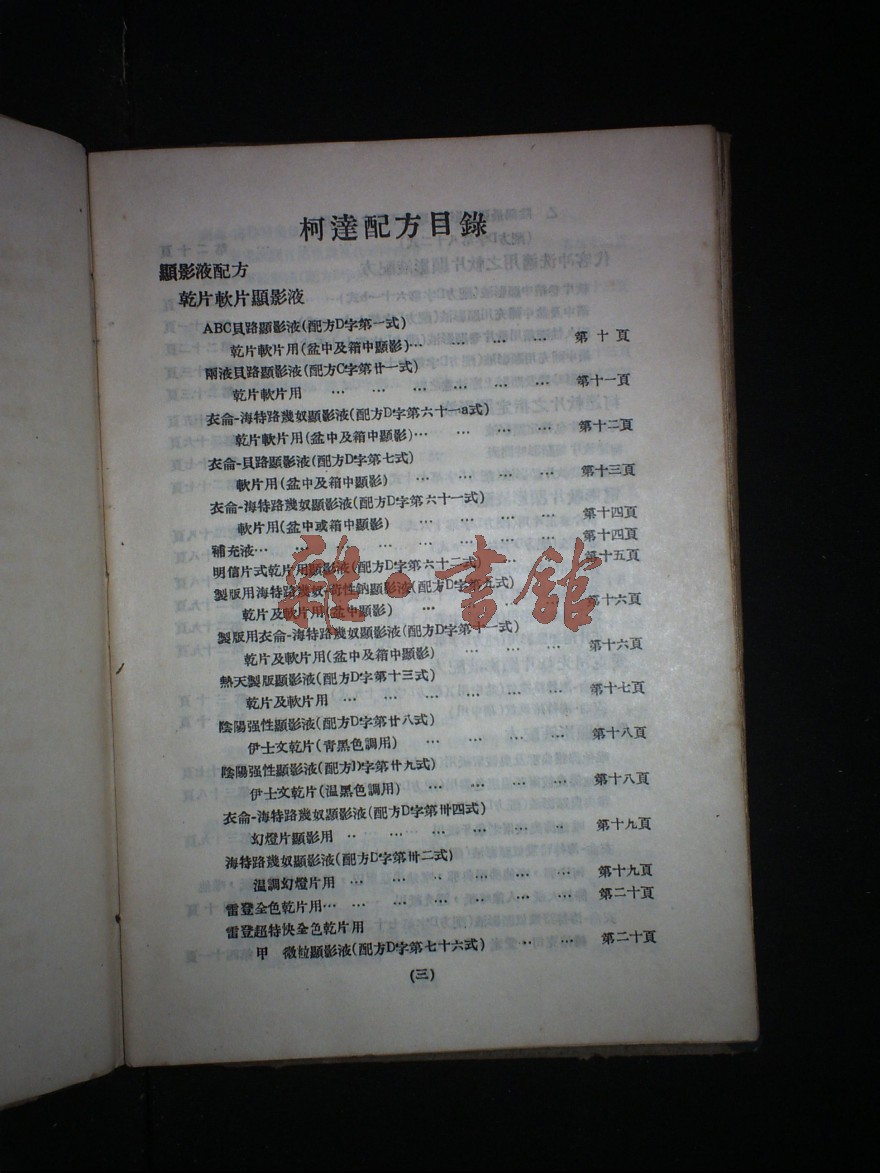 柯達配方目錄
顯影液配方
乾片軟片顯影液
ABC貝路顯影液(配方D字第一式)
乾片軟片用(盆中及箱中顯影)… … … … 第十頁
兩液貝路顯影液(配方C字第廿一式)
乾片軟片用 … … … … … … 第十一頁
衣侖-海特路幾奴顯影液(配方D字第六十一a式)
乾片軟片用(盆中及箱中顯影)… … … … 第十二頁
衣侖-貝路顯影液(配方D字第七式)
軟片用(盆中及箱中顯影) … … … … 第十三頁
衣侖-海特路幾奴顯影液(配方D字第六十一式)
軟片用(盆中或箱中顯影) … … … … 第十四頁
補充液… … … … … … … 第十四頁
明信片式乾片用顯影液(配方D字第六十二式) … … 第十五頁
製版用海特路幾奴-苛性鈉顯影液(配方D字第九式)
乾片及軟片用(盆中顯影) … … … … 第十六頁
製版用衣侖-海特路幾奴顯影液(配方D字第十一式)
乾片及軟片用(盆中及箱中顯影) … … … 第十六頁
熱天製版顯影液(配方D字第十三式)
乾片及軟片用 … … … … … … 第十七頁
陰陽强性顯影液(配方D字第廿八式)
伊士文乾片(青黑色調用) … … … … 第十八頁
陰陽强性顯影液(配方D字第廿九式)
伊士文乾片(温黑色調用) … … … … 第十八頁
衣侖-海特路幾奴顯影液(配方D字第卅四式)
幻燈片顯影用 … … … … … … 第十九頁
海特路幾奴顯影液(配方D字第卅二式)
温調幻燈片用 … … … … … … 第十九頁
雷登全色乾片用… … … … … … 第二十頁
雷登超特快全色乾片用
甲 微粒顯影液(配方D字第七十六式) … … 第二十頁
(三)
雜·書舘